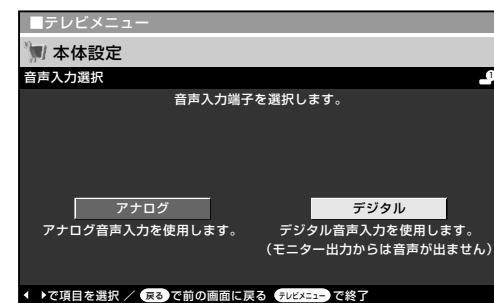 ■テレビメニュー
本体設定
音声入力選択
音声入力端子を選択します。
アナログ デジタル
アナログ音声入力を使用します。 デジタル音声入力を使用します。
（モニター出力からは音声が出ません）
で項目を選択 ／ 戻る で前の画面に戻る テレビメニュー で終了